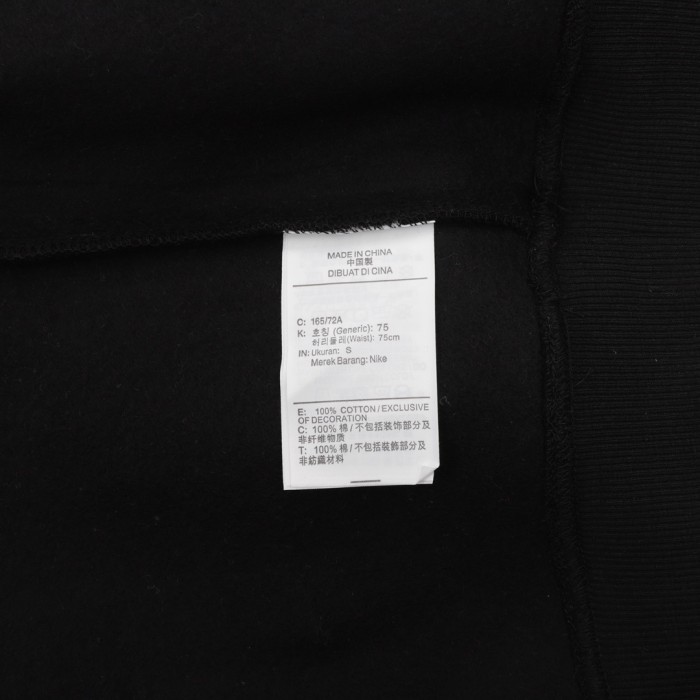 MADE IN CHINA
中国製
DIBUAT DI CINA
C: 165/72A
K: 호칭 (Generic): 75
허리둘레(Waist): 75cm
IN: Ukuran: S
Merek Barang: Nike
E: 100% COTTON/EXCLUSIVE
OF DECORATION
C: 100% 棉/不包括装饰部分及
非纤维物质
T: 100% 棉/不包括裝飾部分及
非紡織材料